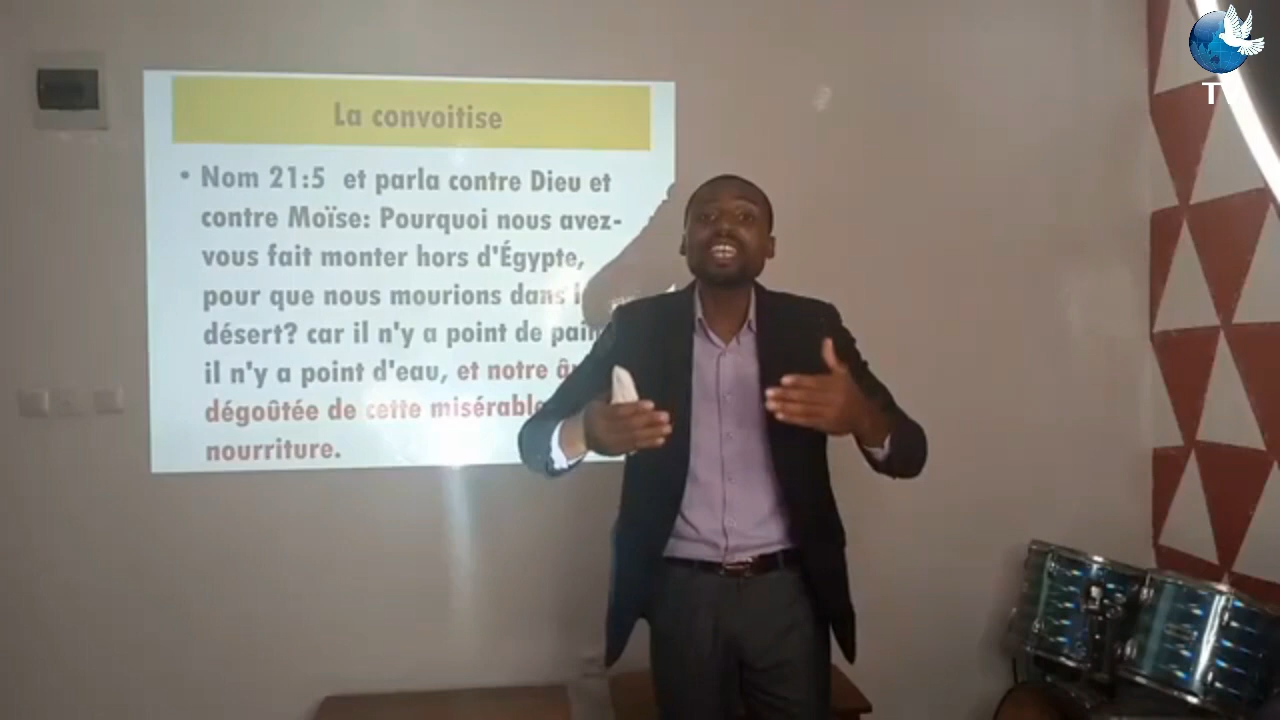 La convoitise
• Nom 21:5 et parla contre Dieu et
contre Moïse: Pourquoi nous avez-
vous fait monter hors d'Égypte,
pour que nous mourions dans
désert? car il n'y a point de pain
il n'y a point d'eau, et notre
dégoûtée de cette misérable
nourriture.